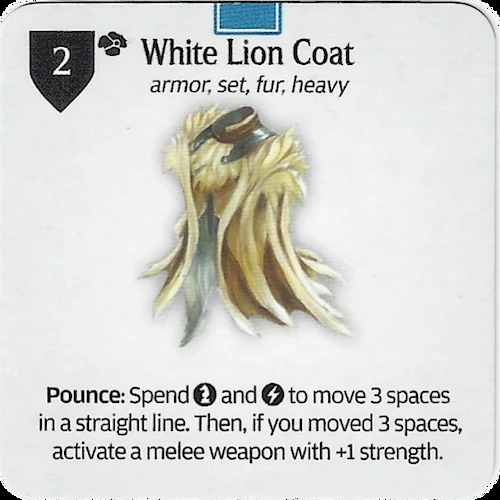 2
White Lion Coat
armor, set, fur, heavy
Pounce: Spend and to move 3 spaces
in a straight line. Then, if you moved 3 spaces,
activate a melee weapon with +1 strength.